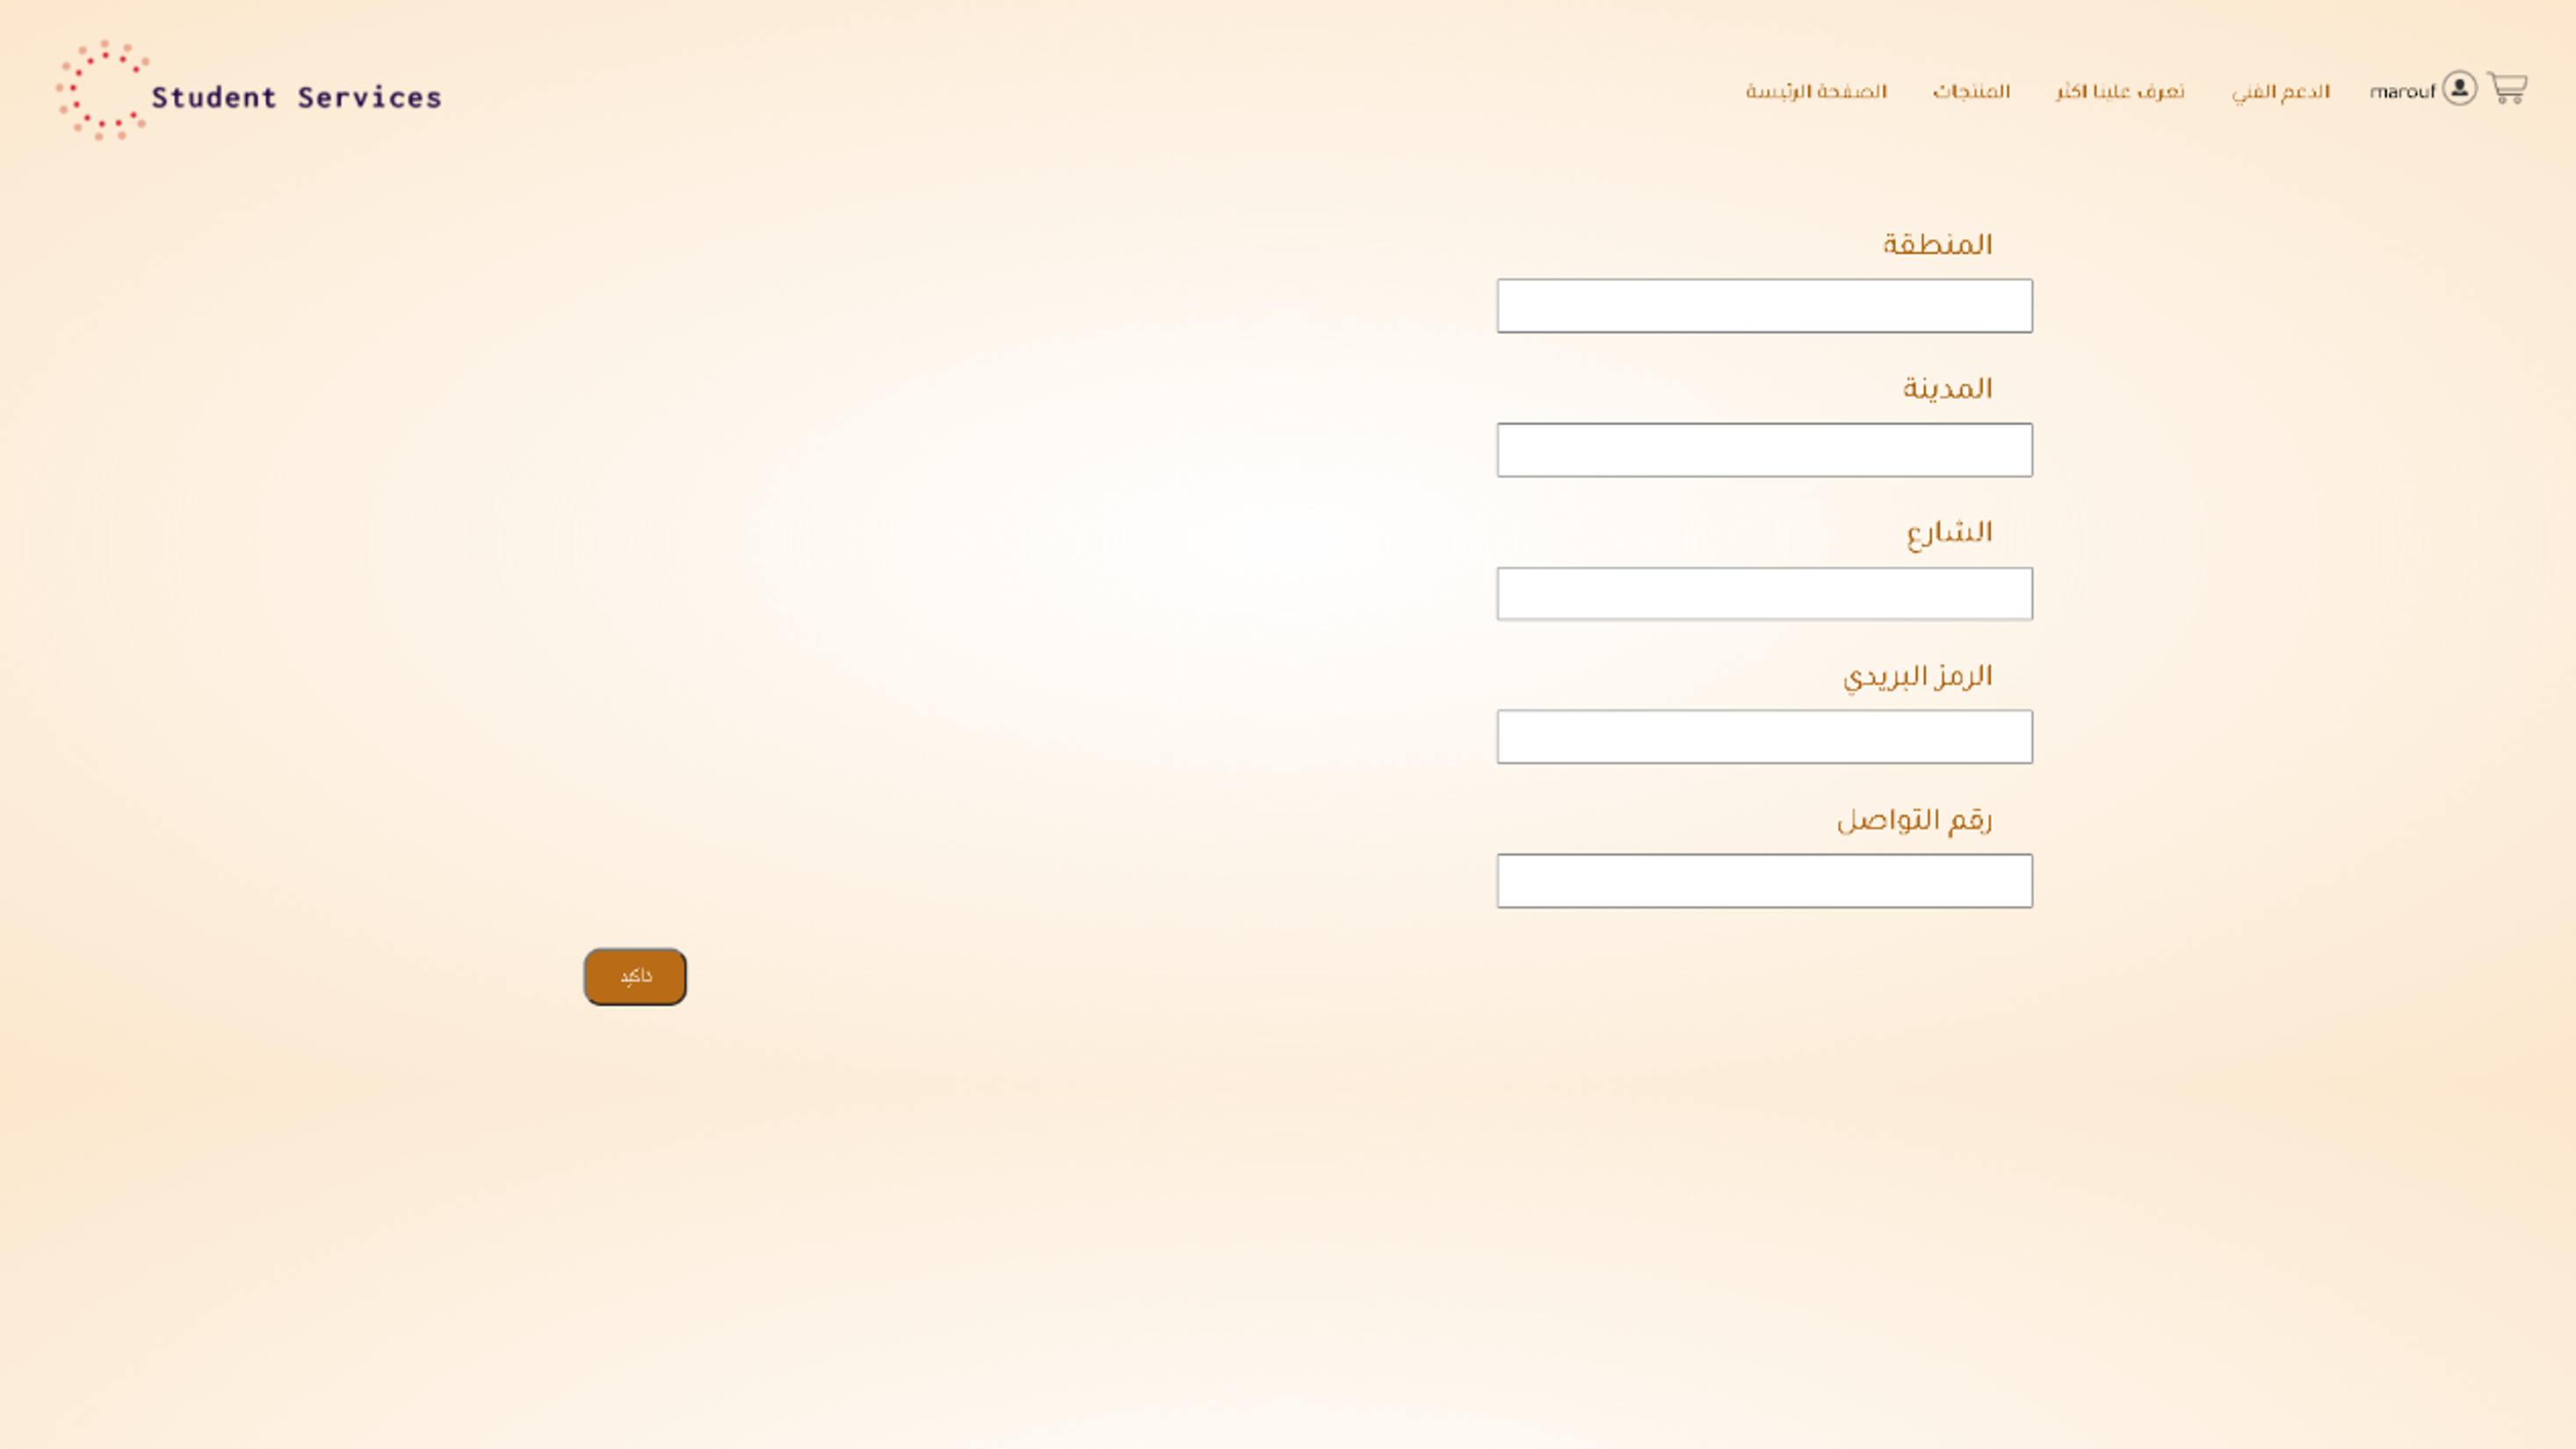 Student Services
الصفحة الرئيسة المنتجات تعرف علينا اكثر الدعم الفني marouf
المنطقة
المدينة
الشارع
الرمز البريدي
رقم التواصل
تاكيد